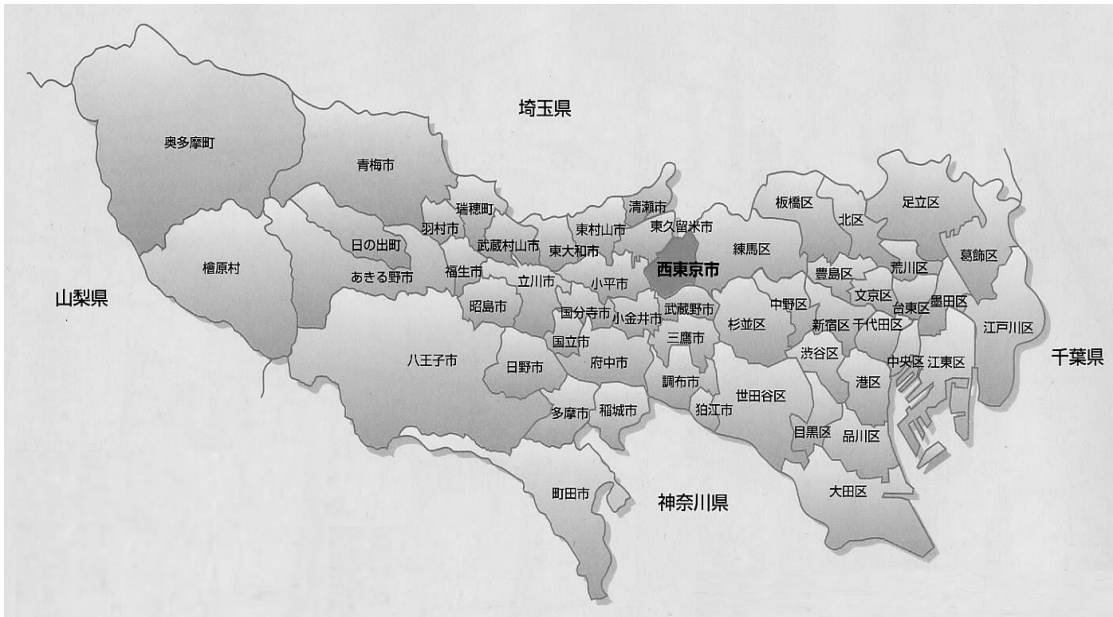 埼玉県
奥多摩町
青梅市
瑞穂町
羽村市
清瀬市
東村山市
東久留米市
板橋区
北区
足立区
日の出町
武蔵村山市
東大和市
練馬区
葛飾区
檜原村
あきる野市
福生市
立川市
小平市
西東京市
豊島区
荒川区
山梨県
昭島市
国分寺市
小金井市
武蔵野市
中野区
文京区
台東区
墨田区
国立市
三鷹市
杉並区
新宿区
千代田区
江戸川区
八王子市
日野市
府中市
渋谷区
中央区
江東区
千葉県
調布市
世田谷区
港区
多摩市
稲城市
狛江市
目黒区
品川区
町田市
神奈川県
大田区